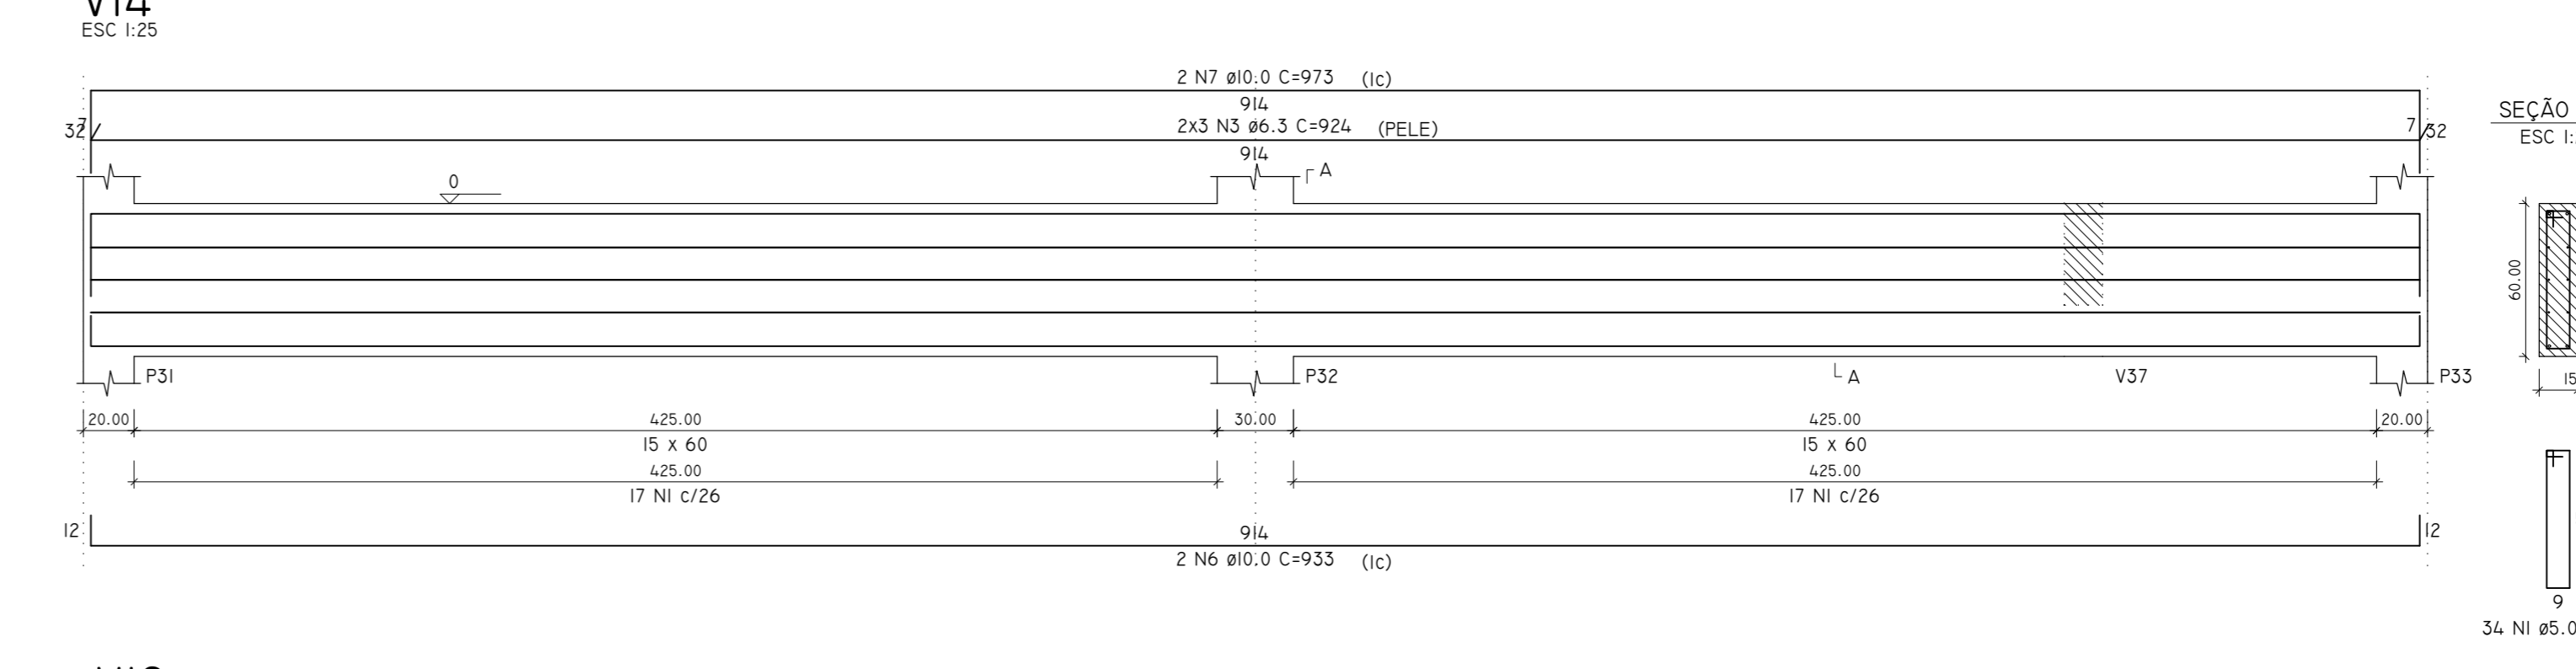 V14
ESC 1:25
2 N7 ø10.0 C=973 (1c)
914
2x3 N3 ø6.3 C=924 (PELE)
914
32 7
7 32
SEÇÃO
ESC 1:
A
0
60.00
P31
P32
A
V37
P33
15
20.00 425.00 30.00 425.00 20.00
15 x 60 15 x 60
425.00 425.00
17 N1 c/26 17 N1 c/26
12 914 12
2 N6 ø10.0 C=933 (1c)
9
34 N1 ø5.0